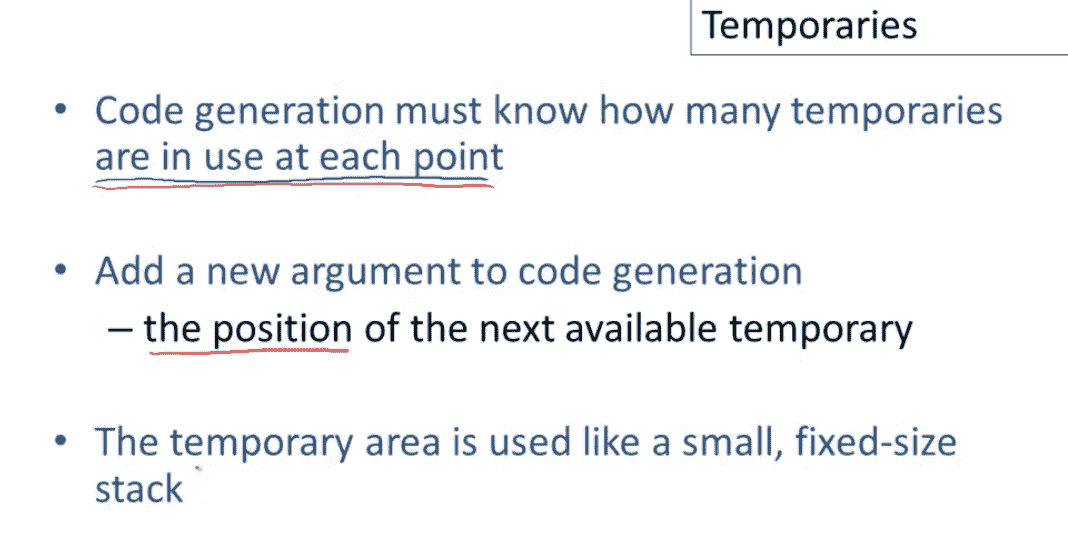 Temporaries
• Code generation must know how many temporaries
are in use at each point
• Add a new argument to code generation
– the position of the next available temporary
• The temporary area is used like a small, fixed-size
stack